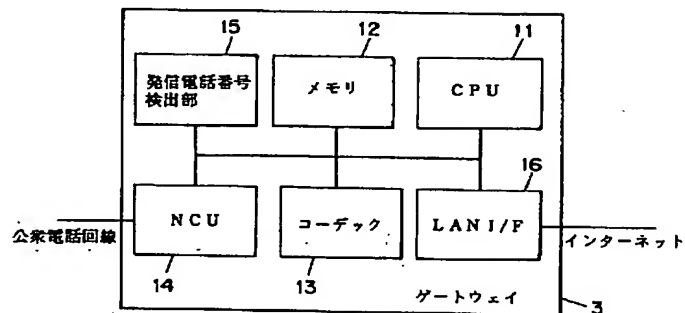 15
12
11
発信電話番号
検出部
メモリ
CPU
16
公衆電話回線
NCU
コーデック
LAN I/F
インターネット
14
13
ゲートウェイ
3